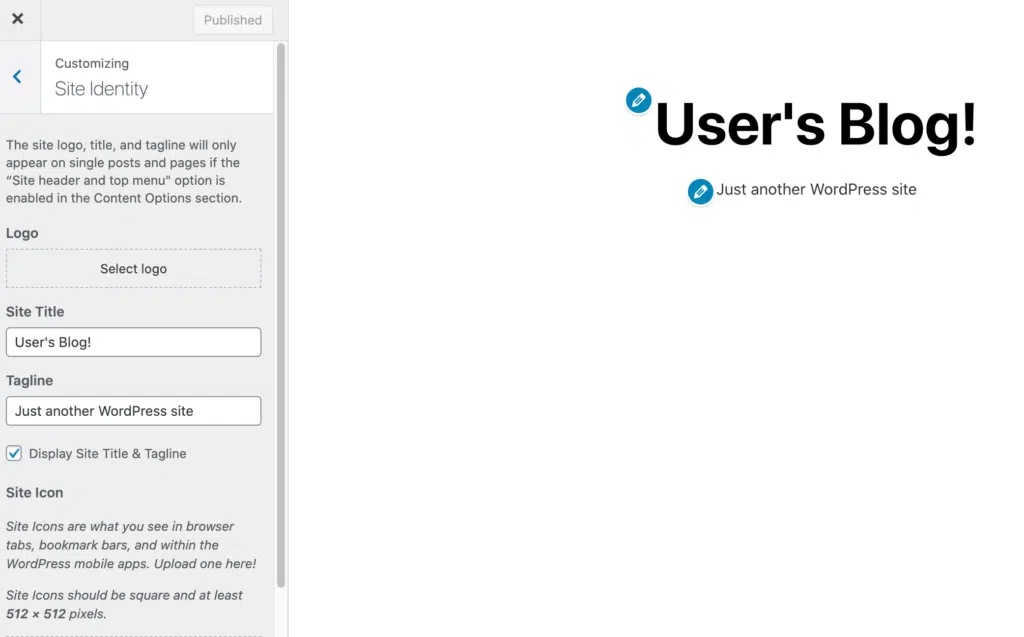 Published
Customizing
Site Identity
The site logo, title, and tagline will only
appear on single posts and pages if the
“Site header and top menu" option is
enabled in the Content Options section.
Logo
Select logo
Site Title
User's Blog!
Tagline
Just another WordPress site
Display Site Title & Tagline
Site Icon
Site Icons are what you see in browser
tabs, bookmark bars, and within the
WordPress mobile apps. Upload one here!
Site Icons should be square and at least
512 × 512 pixels.
User's Blog!
Just another WordPress site